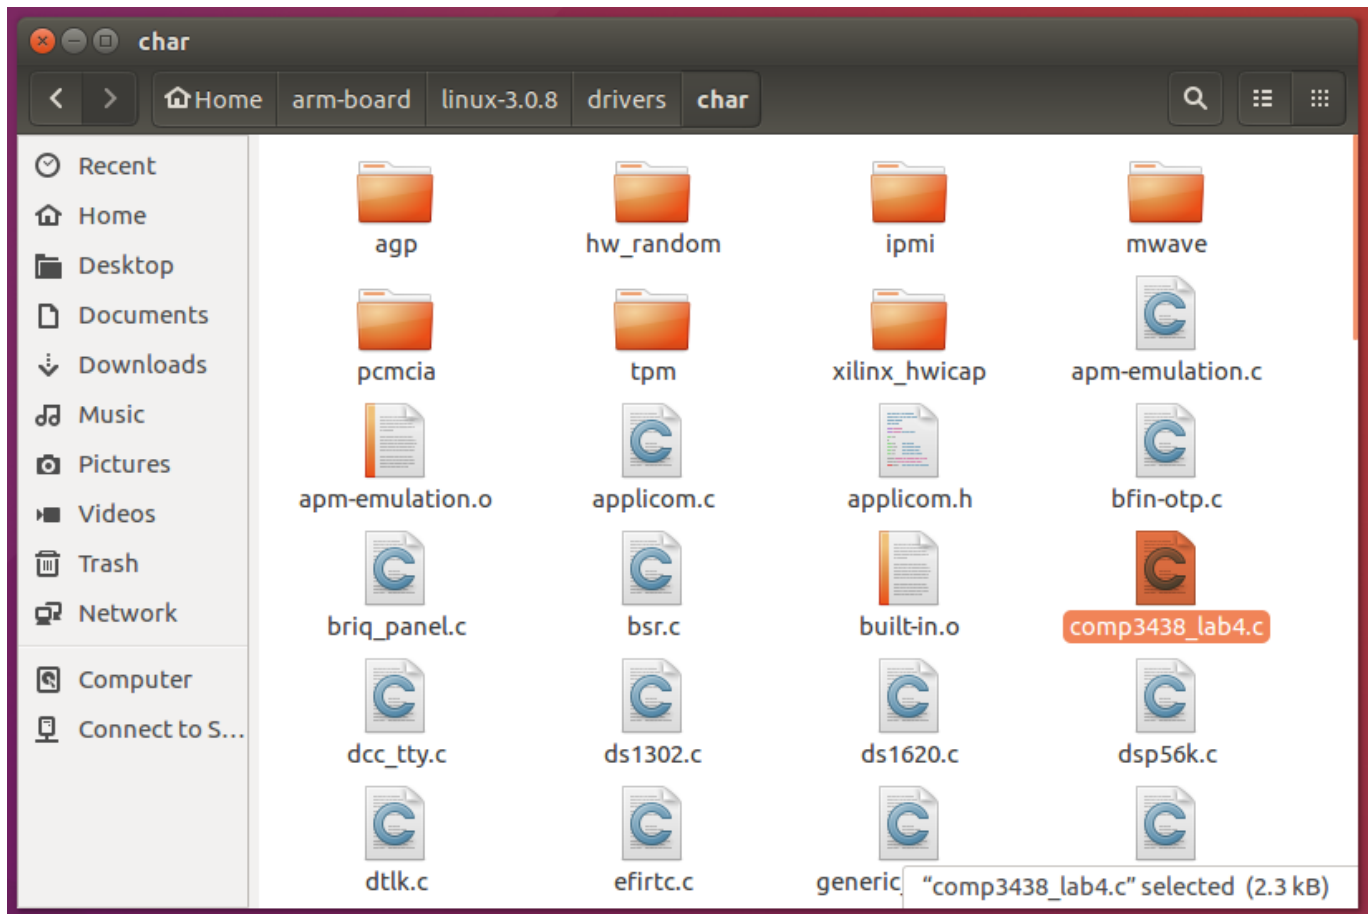 char
Home arm-board linux-3.0.8 drivers char
Recent
Home
Desktop
Documents
Downloads
Music
Pictures
Videos
Trash
Network
Computer
Connect to S...
agp hw_random ipmi mwave
pcmcia tpm xilinx_hwicap apm-emulation.c
apm-emulation.o applicom.c applicom.h bfin-otp.c
briq_panel.c bsr.c built-in.o comp3438_lab4.c
dcc_tty.c ds1302.c ds1620.c dsp56k.c
dtlk.c efirtc.c generic_
“comp3438_lab4.c” selected (2.3 kB)